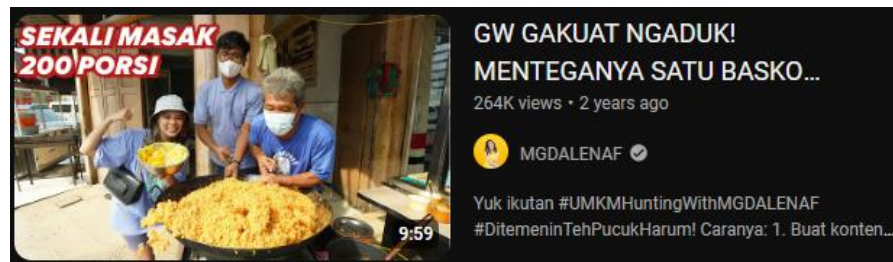 SEKALI MASAK
200 PORSI
9:59
GW GAKUAT NGADUK!
MENTEGANYA SATU BASKO...
264K views • 2 years ago
MGDALENAF
Yuk ikutan #UMKMHuntingWithMGDALENAF
#DitemeninTehPucukHarum! Caranya: 1. Buat konten...